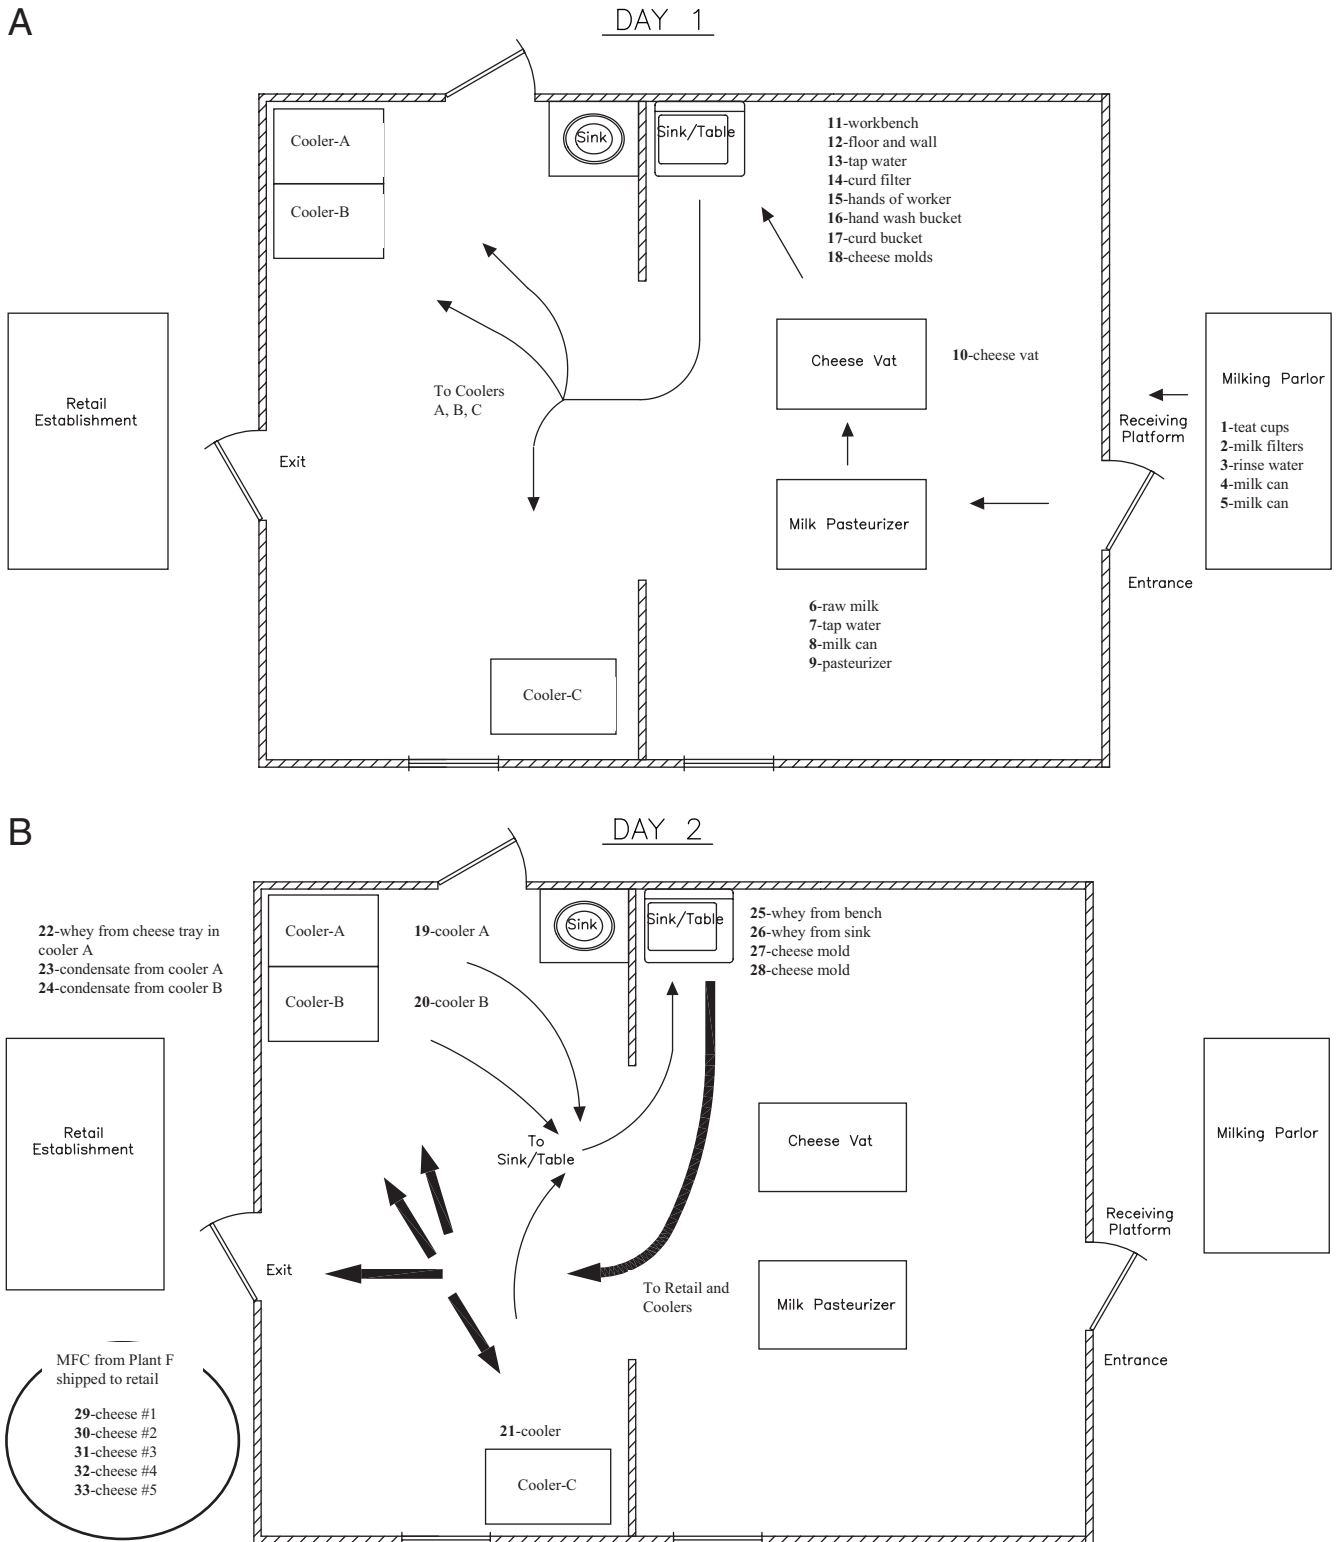 A
DAY 1
Cooler-A
Cooler-B
Sink
Sink/Table
11-workbench
12-floor and wall
13-tap water
14-curd filter
15-hands of worker
16-hand wash bucket
17-curd bucket
18-cheese molds
Retail
Establishment
To Coolers
A, B, C
Cheese Vat
10-cheese vat
Milking Parlor
1-teat cups
2-milk filters
3-rinse water
4-milk can
5-milk can
Receiving
Platform
Exit
Milk Pasteurizer
Entrance
6-raw milk
7-tap water
8-milk can
9-pasteurizer
Cooler-C
B
DAY 2
22-whey from cheese tray in
cooler A
23-condensate from cooler A
24-condensate from cooler B
Cooler-A
19-cooler A
Cooler-B
20-cooler B
Sink
Sink/Table
25-whey from bench
26-whey from sink
27-cheese mold
28-cheese mold
Retail
Establishment
To
Sink/Table
Cheese Vat
Milking Parlor
Receiving
Platform
Exit
To Retail and
Coolers
Milk Pasteurizer
Entrance
MFC from Plant F
shipped to retail
29-cheese #1
30-cheese #2
31-cheese #3
32-cheese #4
33-cheese #5
21-cooler
Cooler-C